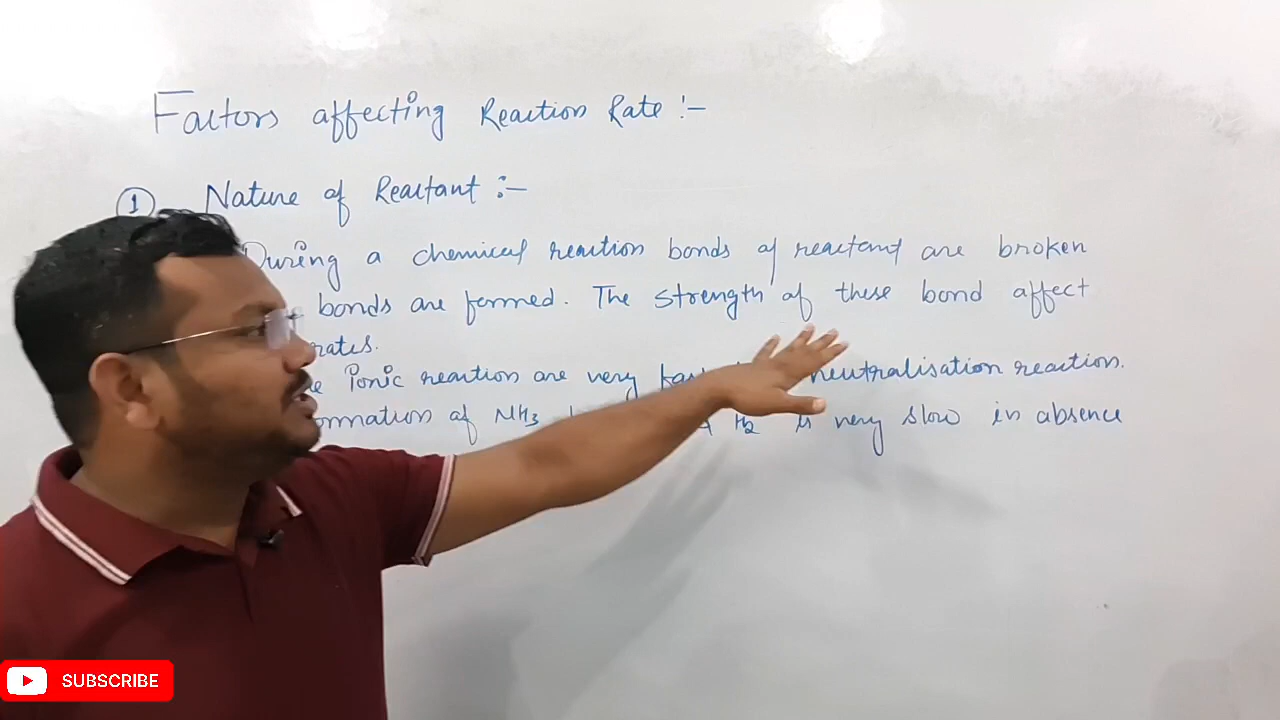 Factors affecting Reaction Rate :-
① Nature of Reactant :-
During a chemical reaction bonds of reactant are broken
bonds are formed. The strength of these bond affect
rates.
Ionic reaction are very neutralisation reaction.
of NH3 H2 is very slow in absence
SUBSCRIBE